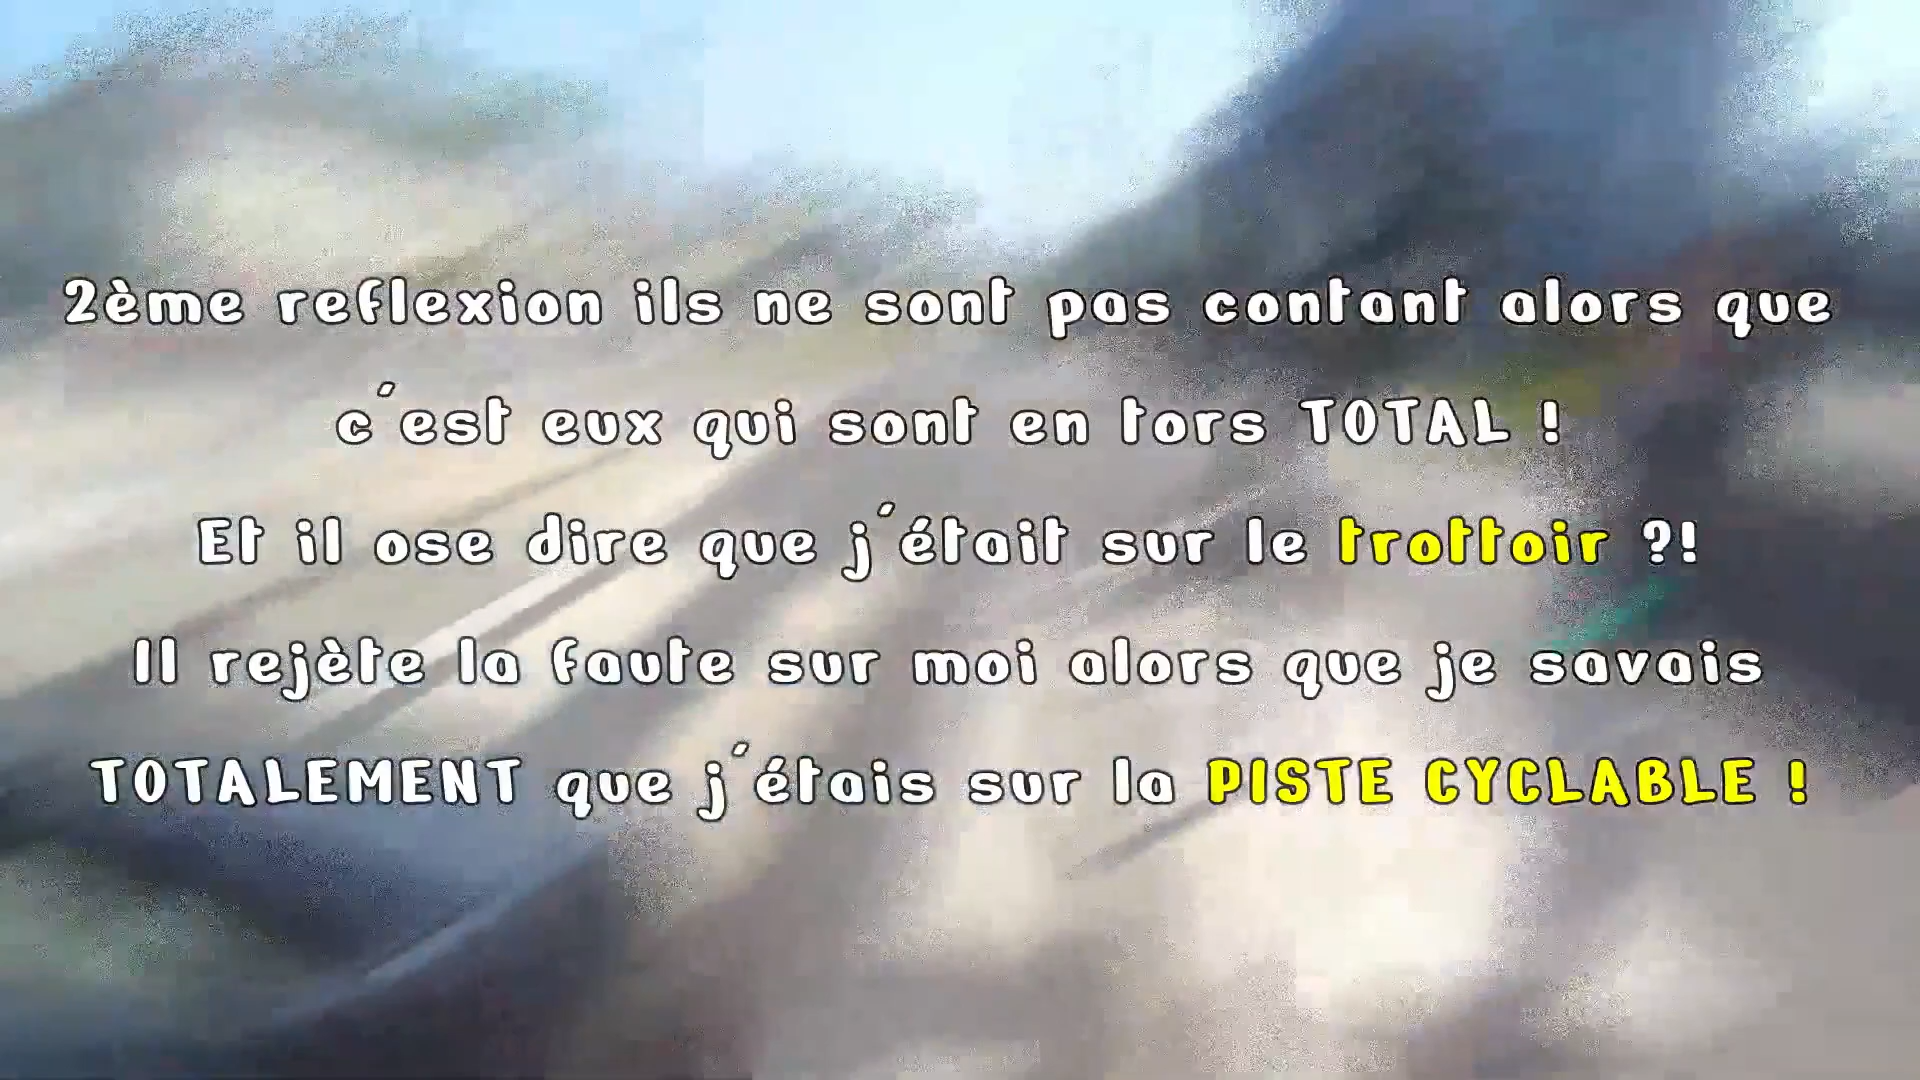 2ème reflexion ils ne sont pas contant alors que
c'est eux qui sont en tors TOTAL !
Et il ose dire que j'était sur le trottoir ?!
Il rejète la faute sur moi alors que je savais
TOTALEMENT que j'étais sur la PISTE CYCLABLE !